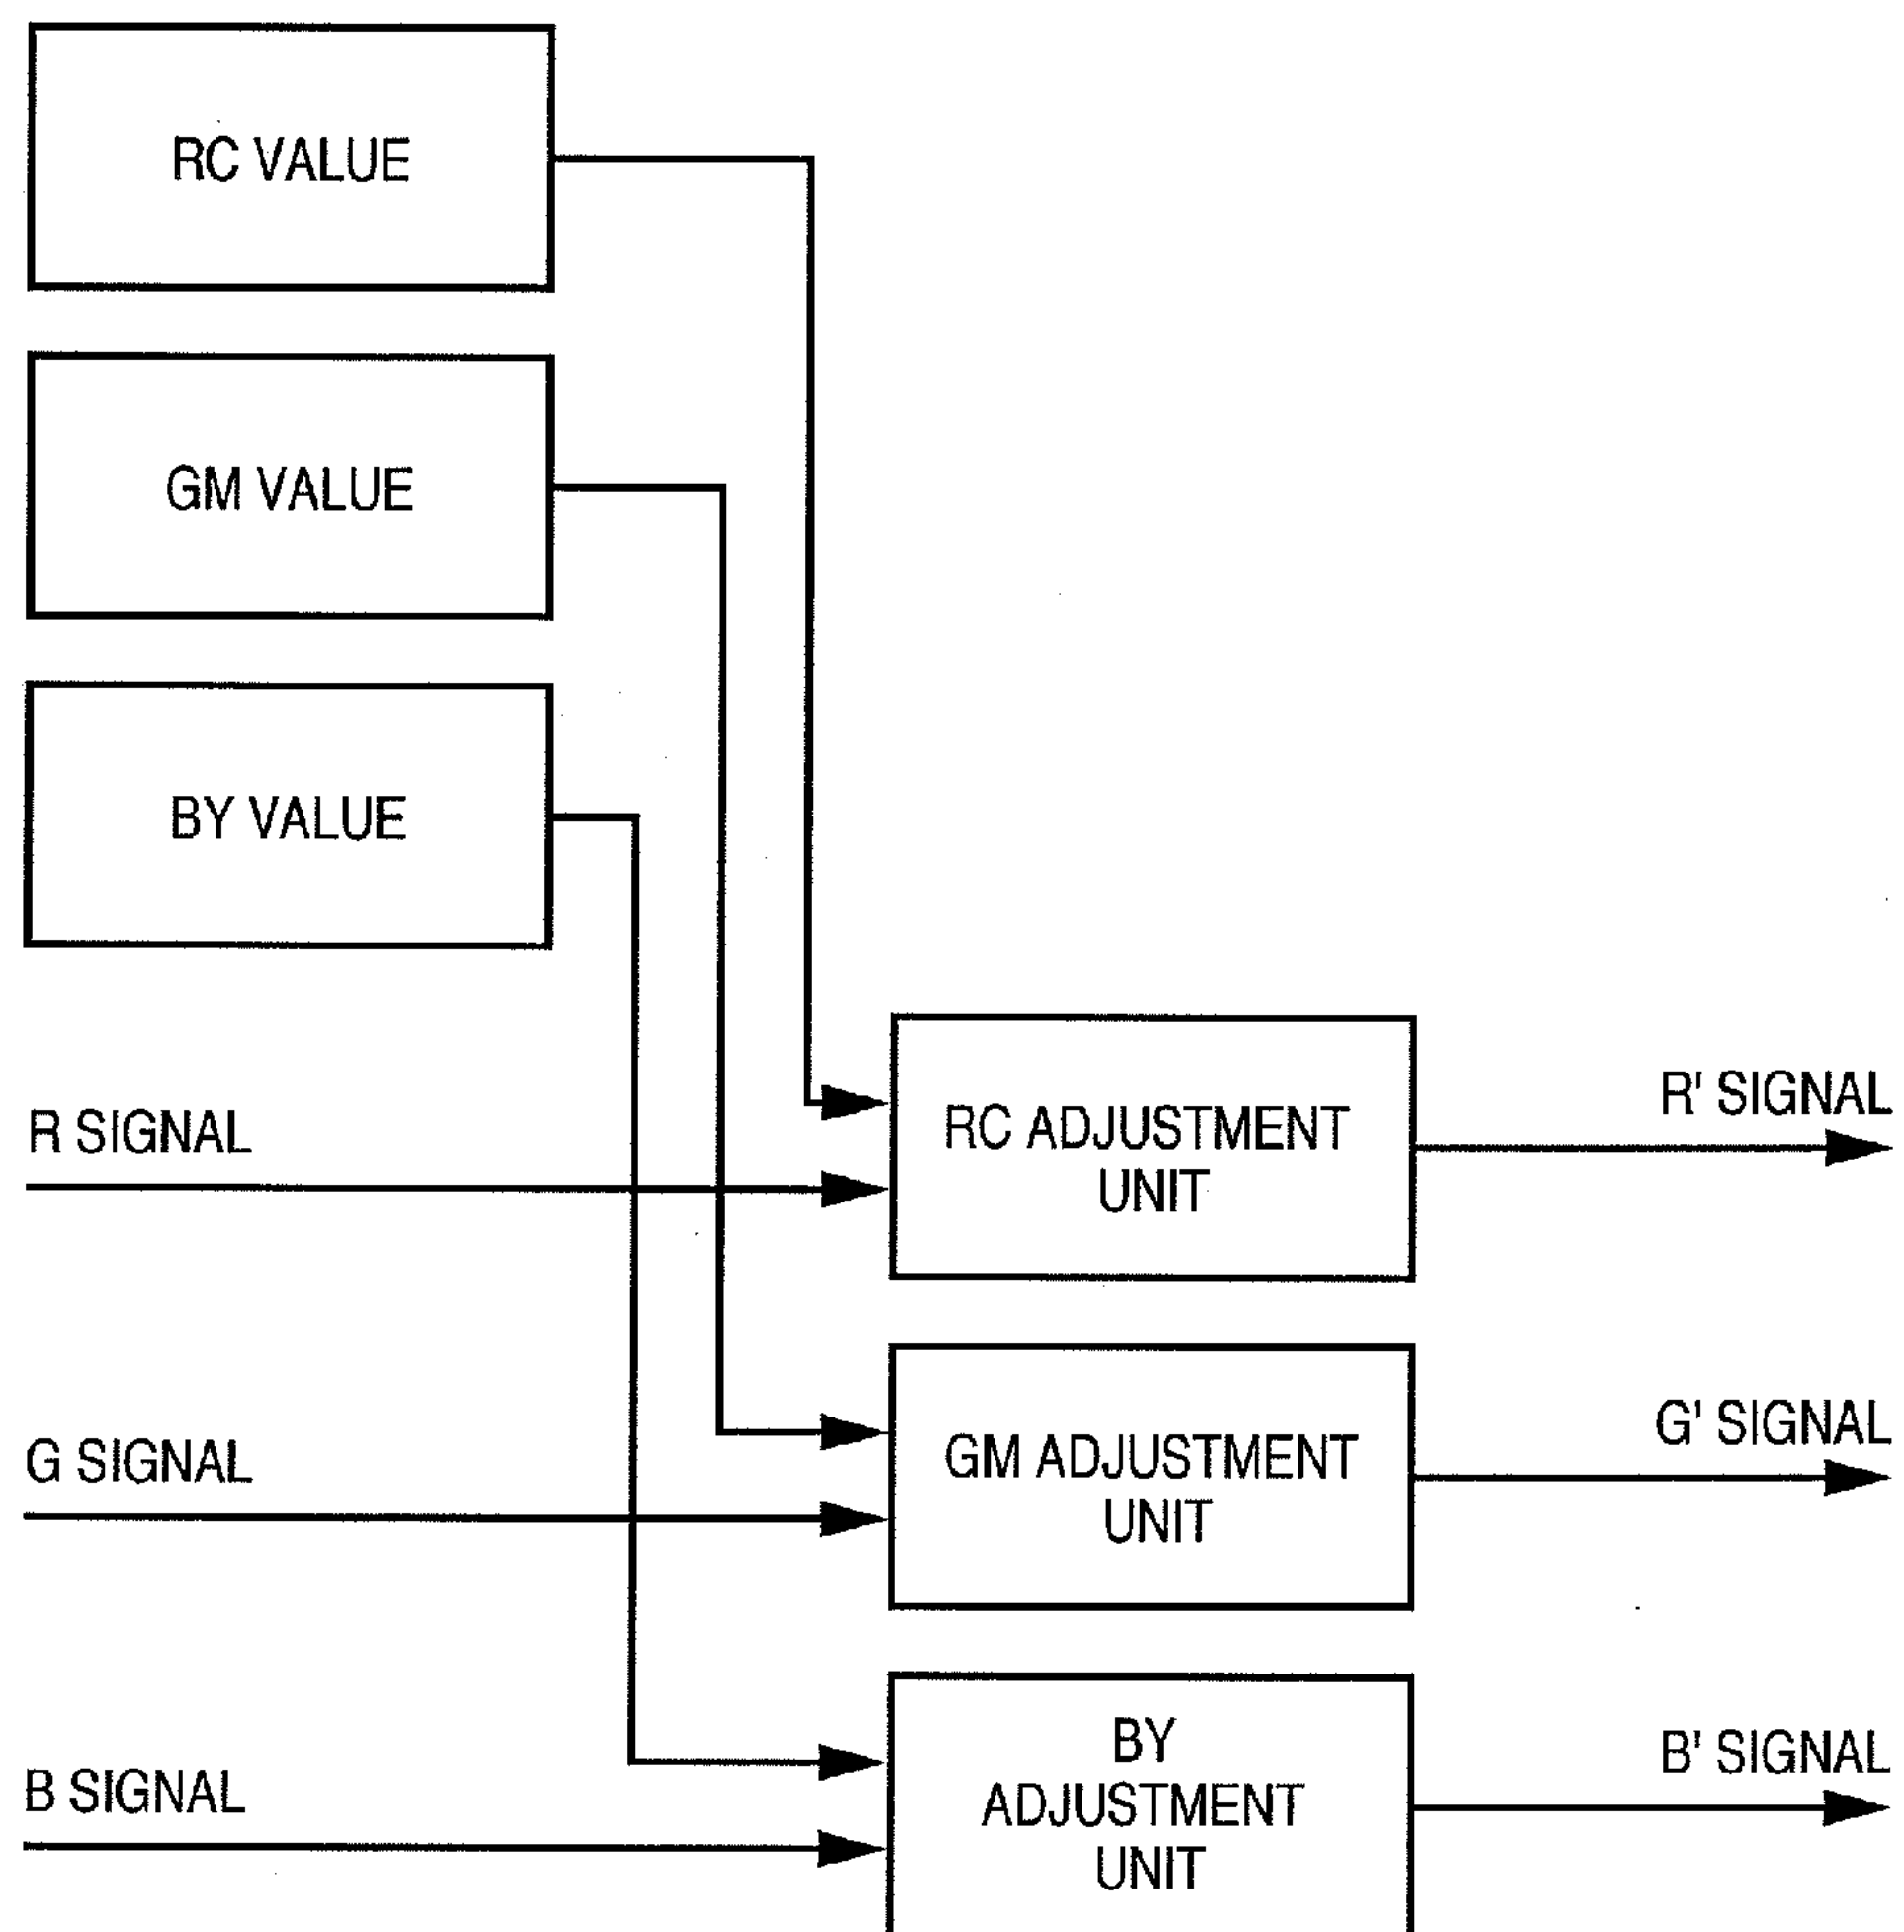 RC VALUE
GM VALUE
BY VALUE
R SIGNAL
RC ADJUSTMENT
UNIT
R' SIGNAL
G SIGNAL
GM ADJUSTMENT
UNIT
G' SIGNAL
B SIGNAL
BY
ADJUSTMENT
UNIT
B' SIGNAL